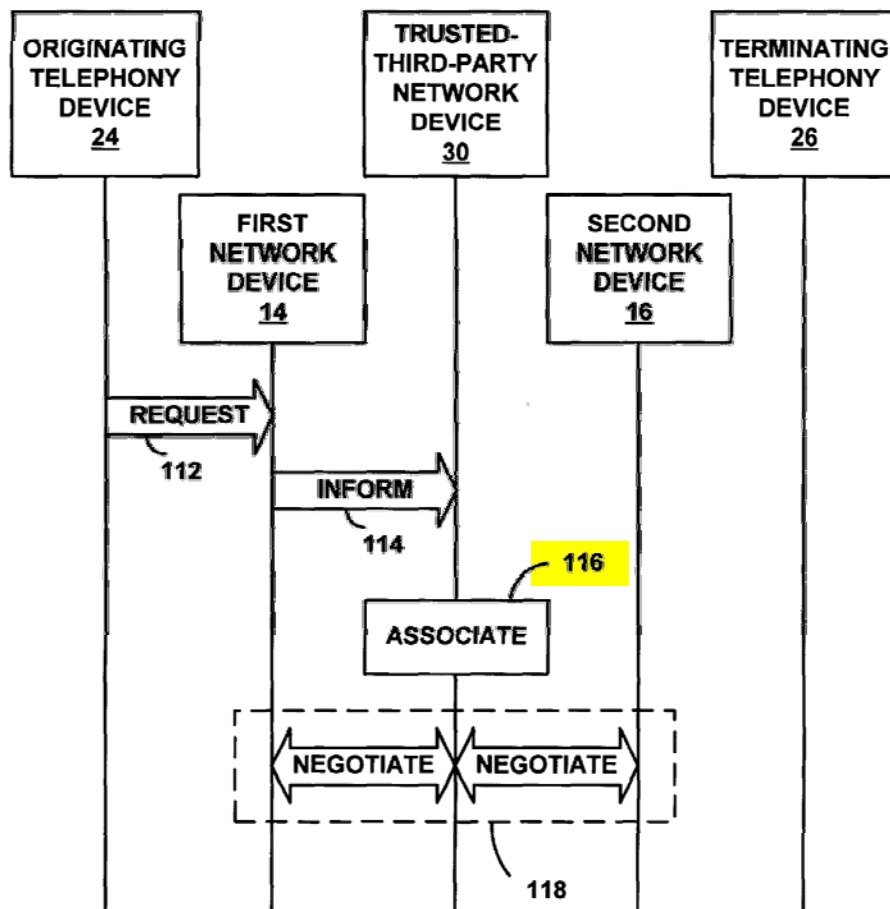 ORIGINATING
TELEPHONY
DEVICE
24
TRUSTED-
THIRD-PARTY
NETWORK
DEVICE
30
TERMINATING
TELEPHONY
DEVICE
26
FIRST
NETWORK
DEVICE
14
SECOND
NETWORK
DEVICE
16
REQUEST
112
INFORM
114
116
ASSOCIATE
NEGOTIATE
NEGOTIATE
118